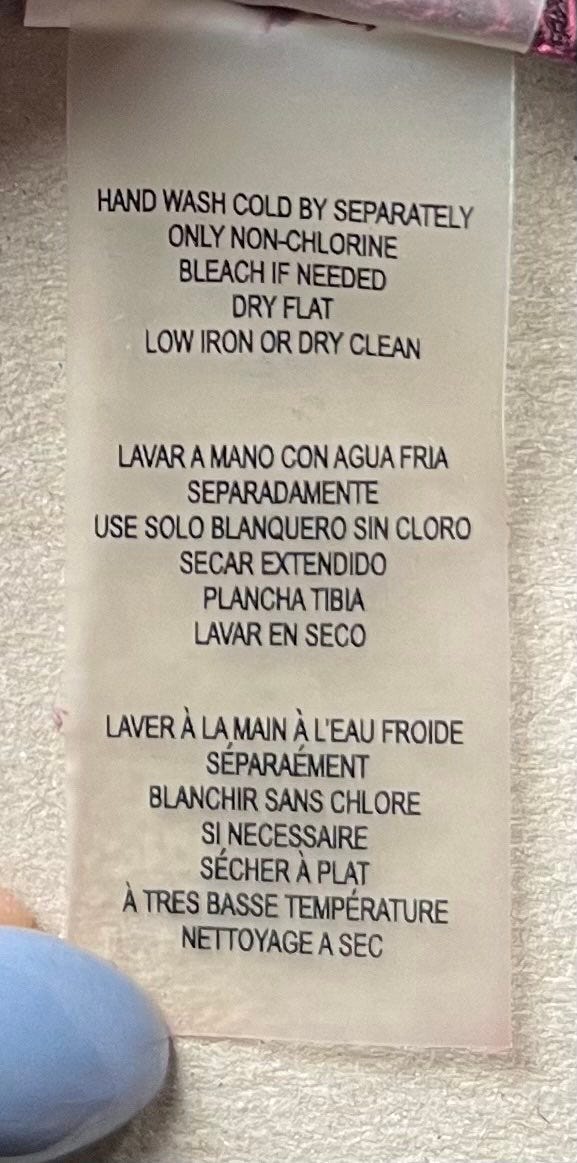 HAND WASH COLD BY SEPARATELY
ONLY NON-CHLORINE
BLEACH IF NEEDED
DRY FLAT
LOW IRON OR DRY CLEAN
LAVAR A MANO CON AGUA FRIA
SEPARADAMENTE
USE SOLO BLANQUERO SIN CLORO
SECAR EXTENDIDO
PLANCHA TIBIA
LAVAR EN SECO
LAVER À LA MAIN À L'EAU FROIDE
SÉPARAÉMENT
BLANCHIR SANS CHLORE
SI NECESSAIRE
SÉCHER À PLAT
À TRES BASSE TEMPÉRATURE
NETTOYAGE A SEC